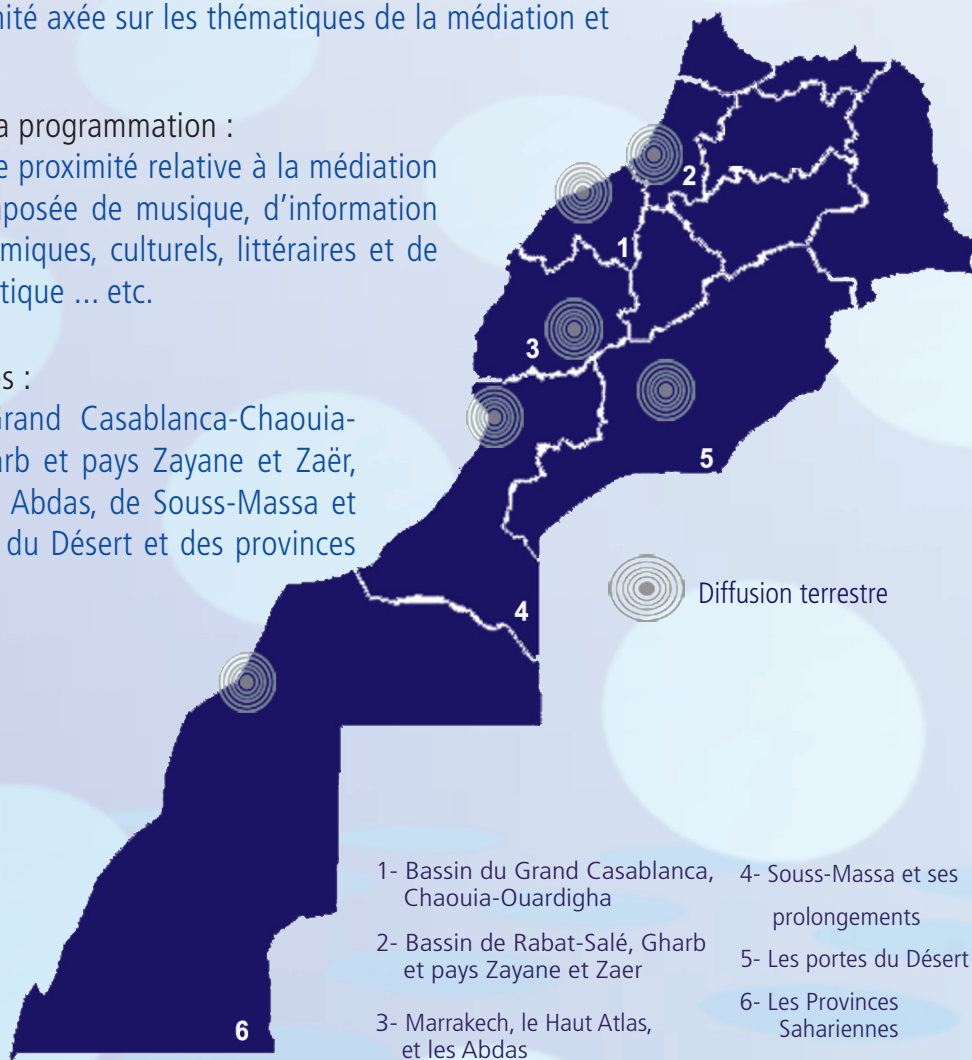 nité axée sur les thématiques de la médiation et
a programmation :
e proximité relative à la médiation
posée de musique, d'information
miques, culturels, littéraires et de
tique ... etc.
s :
rand Casablanca-Chaouia-
rb et pays Zayane et Zaër,
Abdas, de Souss-Massa et
du Désert et des provinces
2
1
3
5
4
6
Diffusion terrestre
1- Bassin du Grand Casablanca,
Chaouia-Ouardigha
2- Bassin de Rabat-Salé, Gharb
et pays Zayane et Zaer
3- Marrakech, le Haut Atlas,
et les Abdas
4- Souss-Massa et ses
prolongements
5- Les portes du Désert
6- Les Provinces
Sahariennes